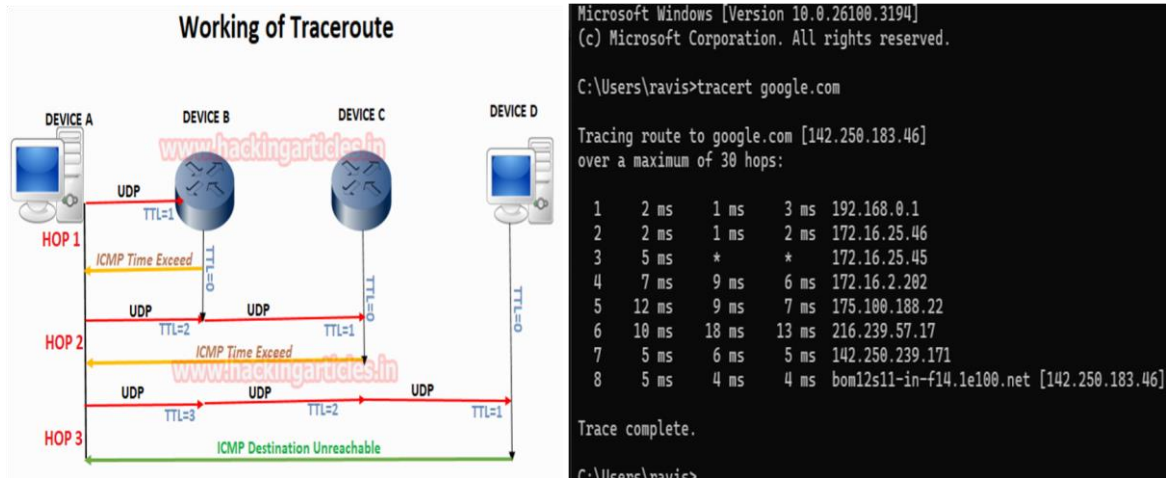 Working of Traceroute
DEVICE A
DEVICE B
DEVICE C
DEVICE D
www.hackingarticles.in
UDP
TTL=1
HOP 1
ICMP Time Exceed
TTL=0
TTL=0
TTL=0
UDP
UDP
TTL=2
TTL=1
HOP 2
ICMP Time Exceed
www.hackingarticles.in
UDP
UDP
UDP
TTL=3
TTL=2
TTL=1
HOP 3
ICMP Destination Unreachable
Microsoft Windows [Version 10.0.26100.3194]
(c) Microsoft Corporation. All rights reserved.
C:\Users\ravis>tracert google.com
Tracing route to google.com [142.250.183.46]
over a maximum of 30 hops:
1 2 ms 1 ms 3 ms 192.168.0.1
2 2 ms 1 ms 2 ms 172.16.25.46
3 5 ms * * 172.16.25.45
4 7 ms 9 ms 6 ms 172.16.2.202
5 12 ms 9 ms 7 ms 175.100.188.22
6 10 ms 18 ms 13 ms 216.239.57.17
7 5 ms 6 ms 5 ms 142.250.239.171
8 5 ms 4 ms 4 ms bom12s11-in-f14.1e100.net [142.250.183.46]
Trace complete.
C:\Users\ravis>